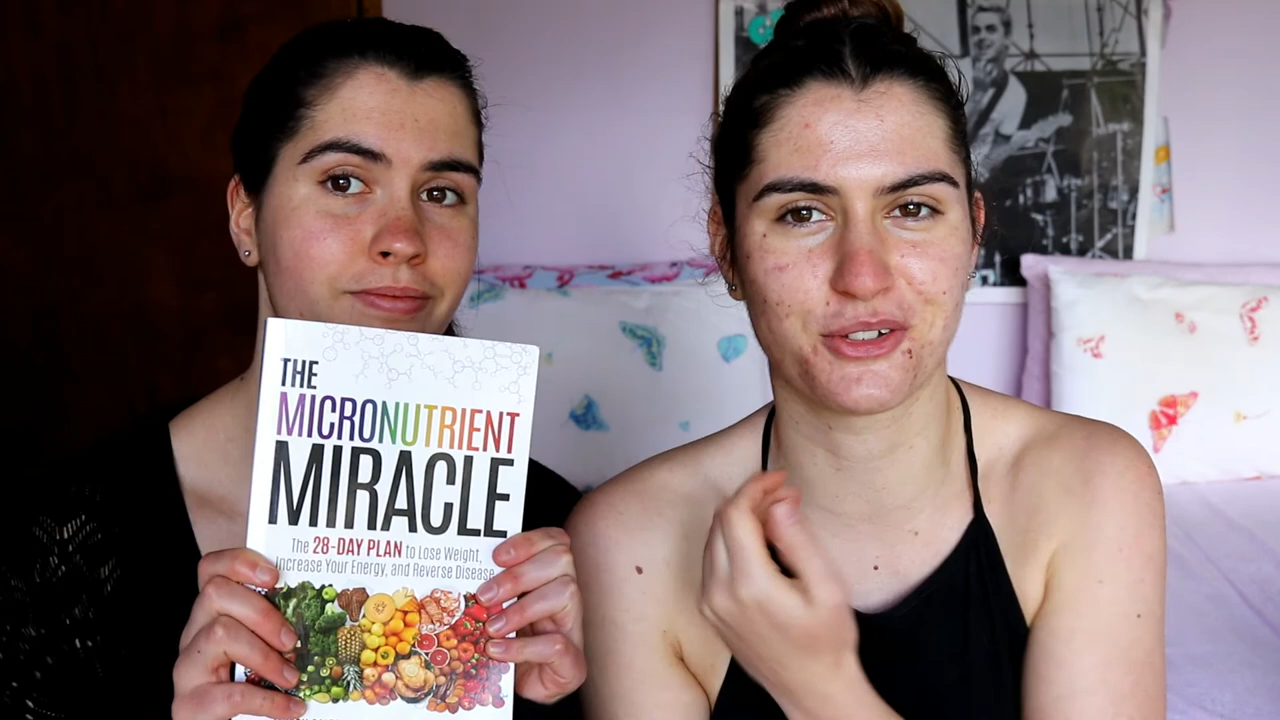 THE
MICRONUTRIENT
MIRACLE
The 28-DAY PLAN to Lose Weight,
Increase Your Energy, and Reverse Disease